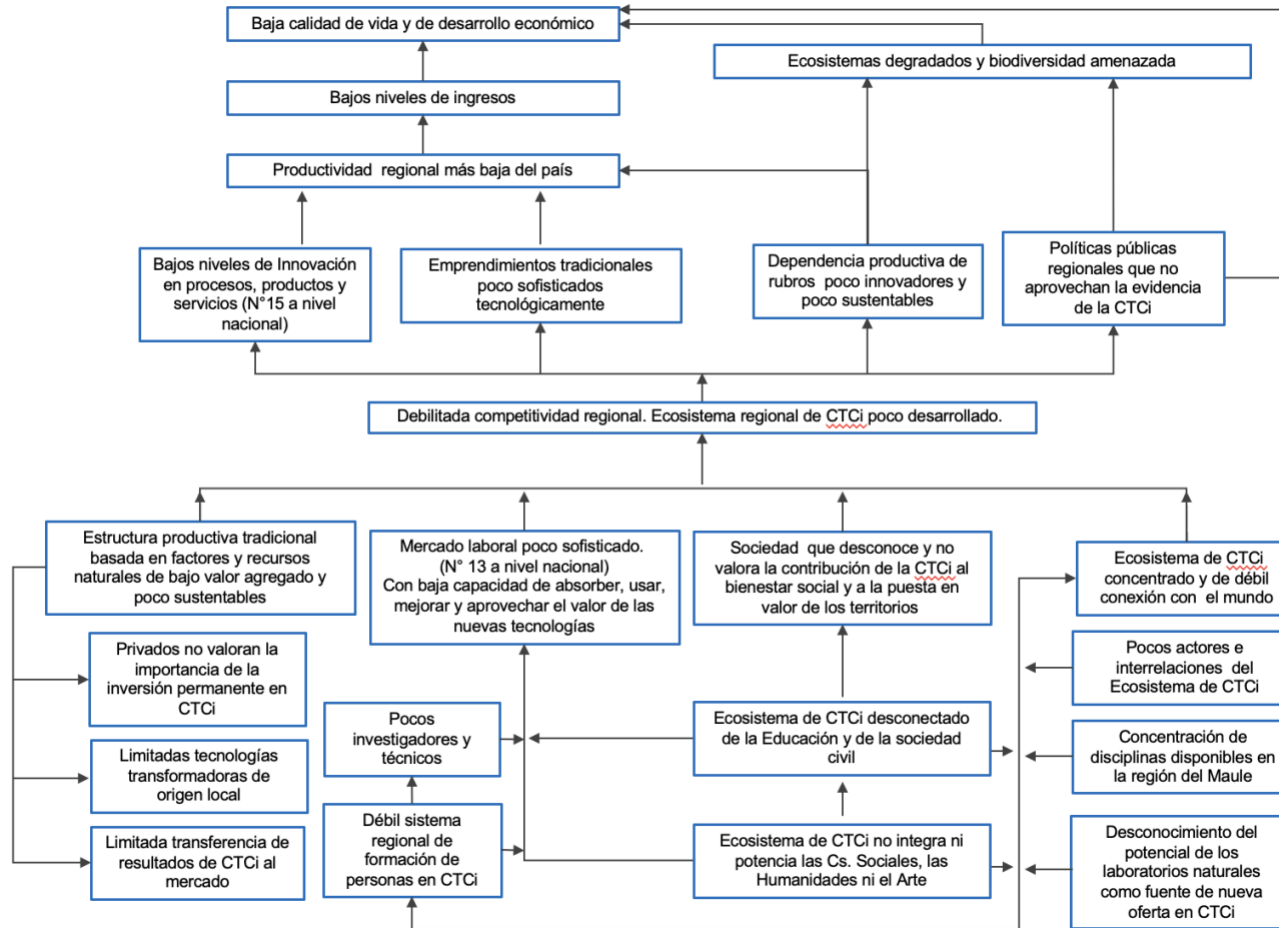 Baja calidad de vida y de desarrollo económico
Ecosistemas degradados y biodiversidad amenazada
Bajos niveles de ingresos
Productividad regional más baja del país
Bajos niveles de Innovación
en procesos, productos y
servicios (N°15 a nivel
nacional)
Emprendimientos tradicionales
poco sofisticados
tecnológicamente
Dependencia productiva de
rubros poco innovadores y
poco sustentables
Políticas públicas
regionales que no
aprovechan la evidencia
de la CTCi
Debilitada competitividad regional. Ecosistema regional de CTCi poco desarrollado.
Estructura productiva tradicional
basada en factores y recursos
naturales de bajo valor agregado y
poco sustentables
Mercado laboral poco sofisticado.
(N° 13 a nivel nacional)
Con baja capacidad de absorber, usar,
mejorar y aprovechar el valor de las
nuevas tecnologías
Sociedad que desconoce y no
valora la contribución de la CTCi al
bienestar social y a la puesta en
valor de los territorios
Ecosistema de CTCi
concentrado y de débil
conexión con el mundo
Privados no valoran la
importancia de la
inversión permanente en
CTCi
Pocos actores e
interrelaciones del
Ecosistema de CTCi
Pocos
investigadores y
técnicos
Ecosistema de CTCi desconectado
de la Educación y de la sociedad
civil
Concentración de
disciplinas disponibles en
la región del Maule
Limitadas tecnologías
transformadoras de
origen local
Débil sistema
regional de
formación de
personas en CTCi
Ecosistema de CTCi no integra ni
potencia las Cs. Sociales, las
Humanidades ni el Arte
Desconocimiento del
potencial de los
laboratorios naturales
como fuente de nueva
oferta en CTCi
Limitada transferencia de
resultados de CTCi al
mercado